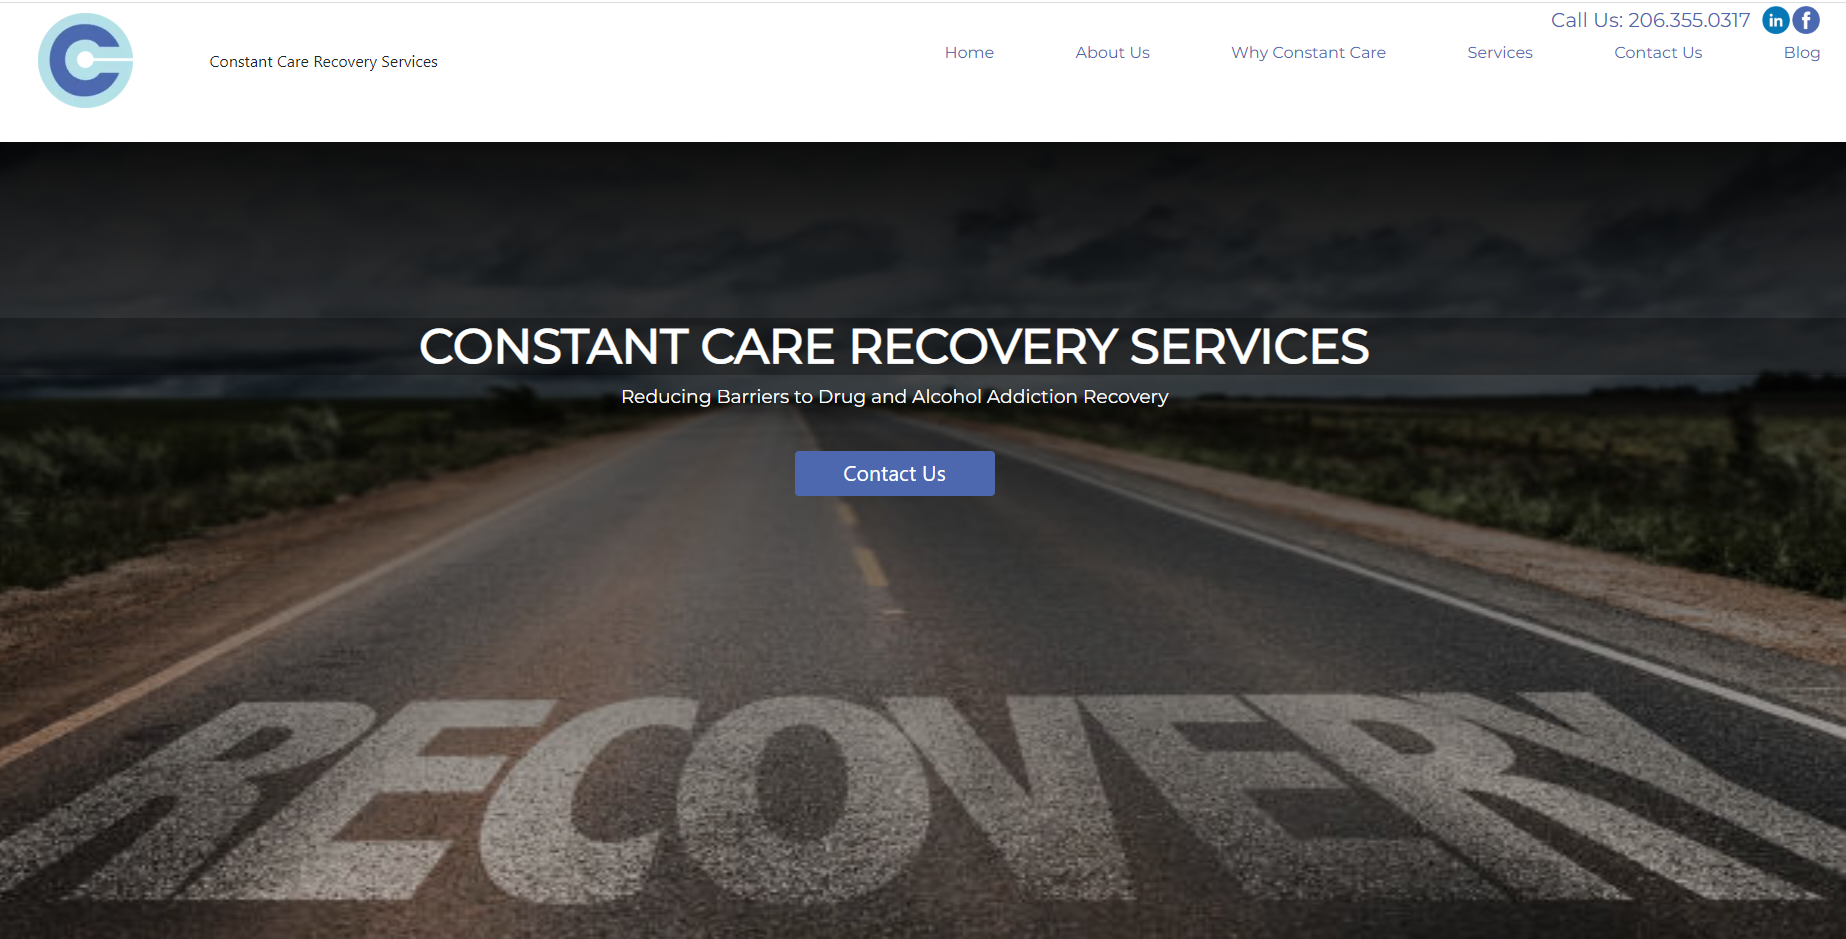 Call Us: 206.355.0317
Constant Care Recovery Services
Home About Us Why Constant Care Services Contact Us Blog
CONSTANT CARE RECOVERY SERVICES
Reducing Barriers to Drug and Alcohol Addiction Recovery
Contact Us
RECOVERY